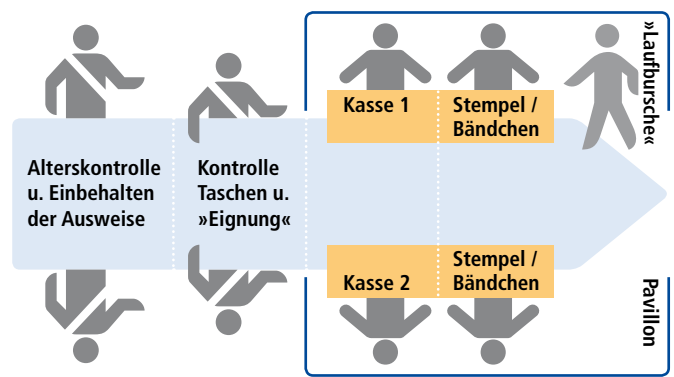 Alterskontrolle
u. Einbehalten
der Ausweise
Kontrolle
Taschen u.
»Eignung«
Kasse 1
Stempel /
Bändchen
»Laufbursche«
Kasse 2
Stempel /
Bändchen
Pavillon